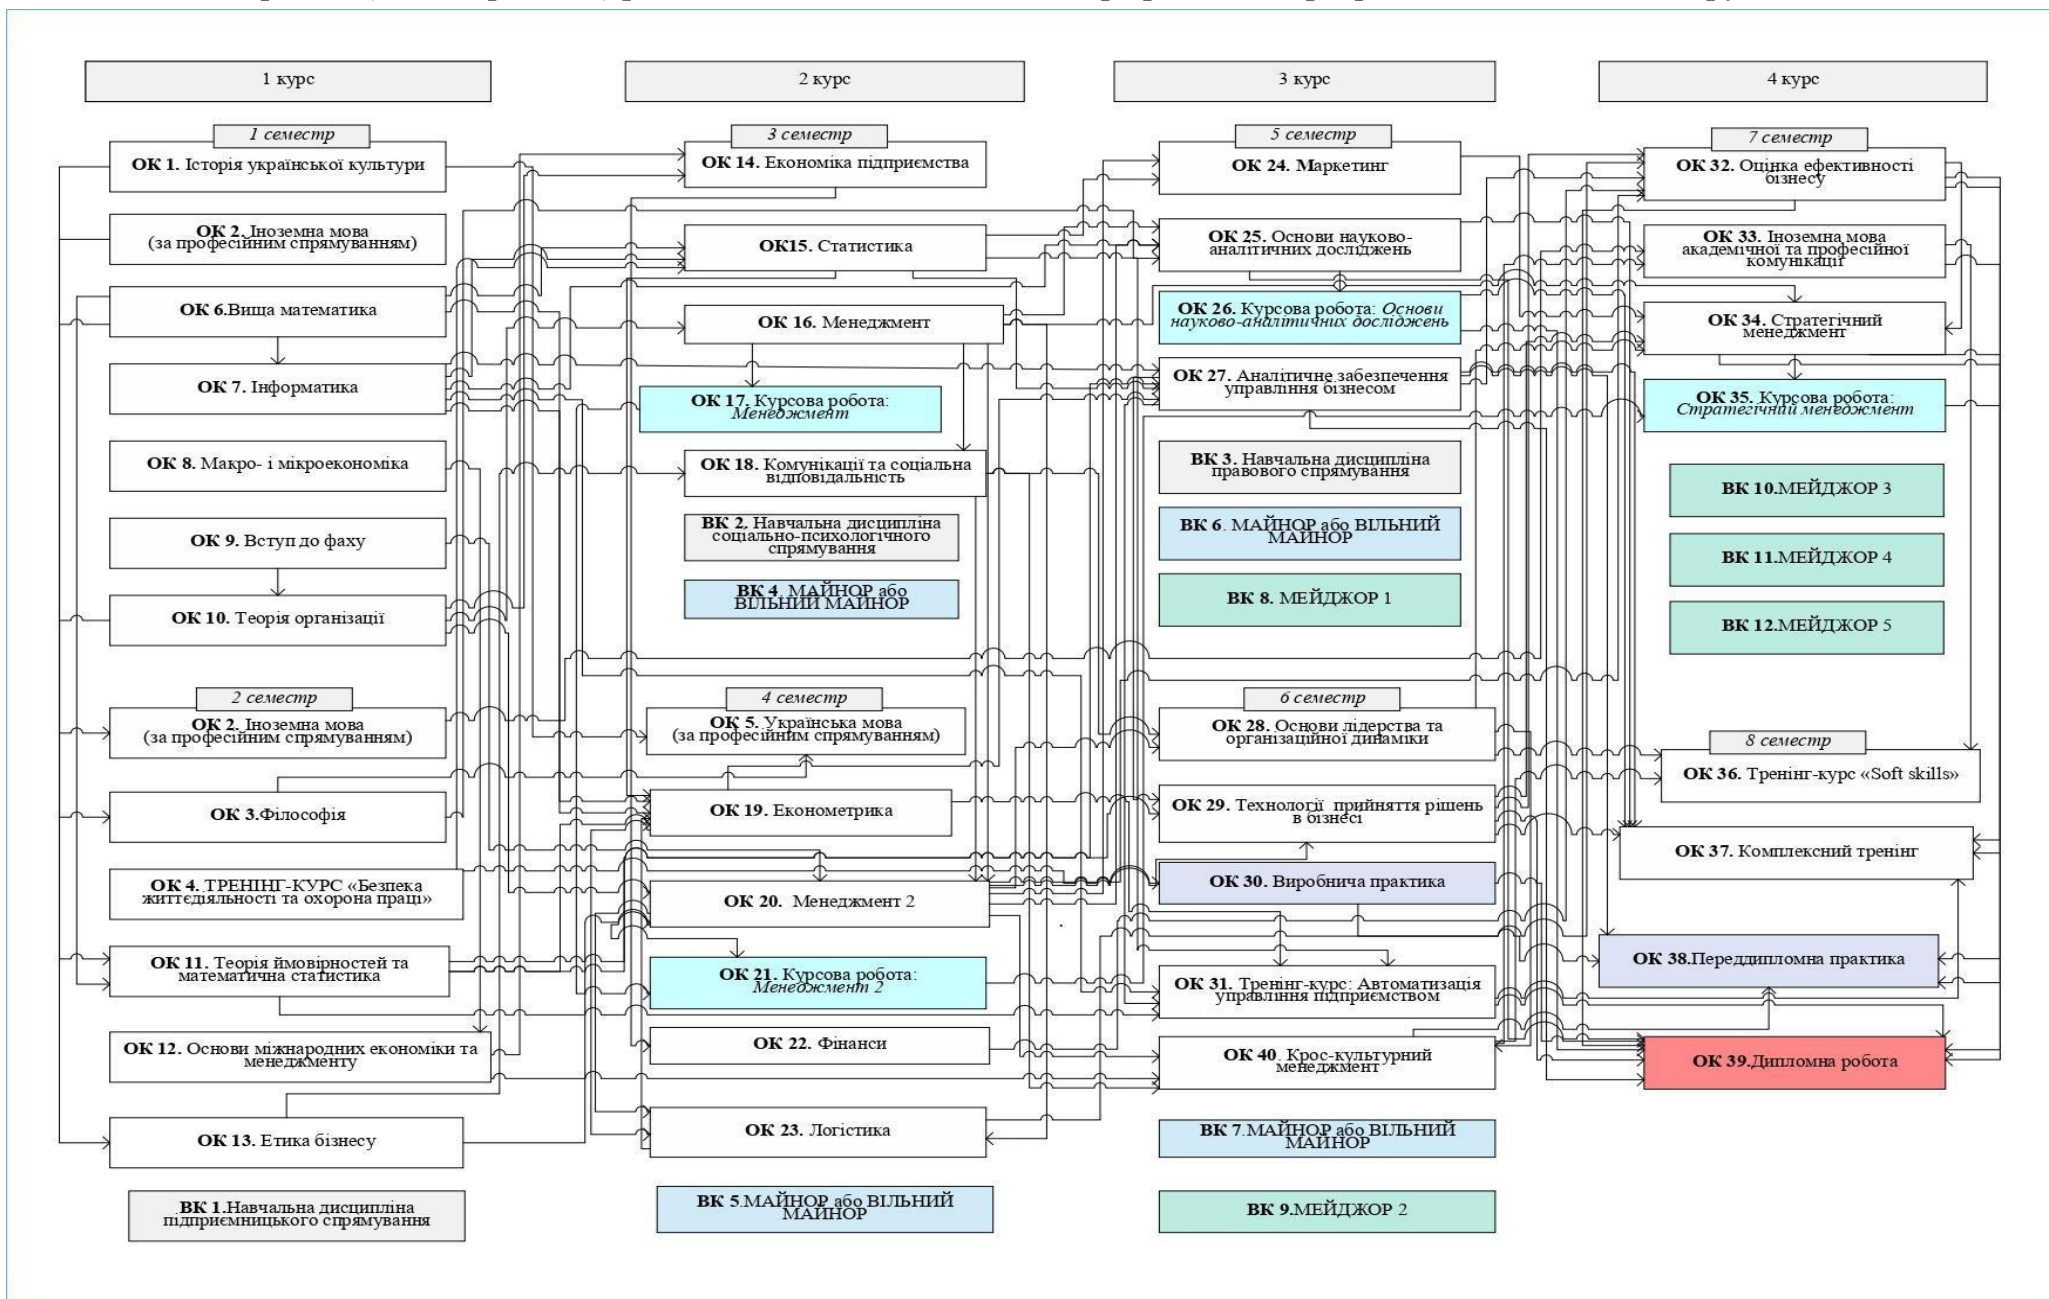 1 курс
2 курс
3 курс
4 курс
1 семестр
ОК 1. Історія української культури
ОК 2. Іноземна мова
(за професійним спрямуванням)
ОК 6.Вища математика
ОК 7. Інформатика
ОК 8. Макро- і мікроекономіка
ОК 9. Вступ до фаху
ОК 10. Теорія організації
2 семестр
ОК 2. Іноземна мова
(за професійним спрямуванням)
ОК 3.Філософія
ОК 4. ТРЕНІНГ-КУРС «Безпека
життєдіяльності та охорона праці»
ОК 11. Теорія ймовірностей та
математична статистика
ОК 12. Основи міжнародних економіки та
менеджменту
ОК 13. Етика бізнесу
ВК 1.Навчальна дисципліна
підприємницького спрямування
3 семестр
ОК 14. Економіка підприємства
ОК15. Статистика
ОК 16. Менеджмент
ОК 17. Курсова робота:
Менеджмент
ОК 18. Комунікації та соціальна
відповідальність
ВК 2. Навчальна дисципліна
соціально-психологічного
спрямування
ВК 4. МАЙНОР або
ВІЛЬНИЙ МАЙНОР
4 семестр
ОК 5. Українська мова
(за професійним спрямуванням)
ОК 19. Економетрика
ОК 20. Менеджмент 2
ОК 21. Курсова робота:
Менеджмент 2
ОК 22. Фінанси
ОК 23. Логістика
ВК 5.МАЙНОР або ВІЛЬНИЙ
МАЙНОР
5 семестр
ОК 24. Маркетинг
ОК 25. Основи науково-
аналітичних досліджень
ОК 26. Курсова робота: Основи
науково-аналітичних досліджень
ОК 27. Аналітичне забезпечення
управління бізнесом
ВК 3. Навчальна дисципліна
правового спрямування
ВК 6. МАЙНОР або ВІЛЬНИЙ
МАЙНОР
ВК 8. МЕЙДЖОР 1
6 семестр
ОК 28. Основи лідерства та
організаційної динаміки
ОК 29. Технології прийняття рішень
в бізнесі
ОК 30. Виробнича практика
ОК 31. Тренінг-курс: Автоматизація
управління підприємством
ОК 40. Крос-культурний
менеджмент
ВК 7.МАЙНОР або ВІЛЬНИЙ
МАЙНОР
ВК 9.МЕЙДЖОР 2
7 семестр
ОК 32. Оцінка ефективності
бізнесу
ОК 33. Іноземна мова
академічної та професійної
комунікації
ОК 34. Стратегічний
менеджмент
ОК 35. Курсова робота:
Стратегічний менеджмент
ВК 10.МЕЙДЖОР 3
ВК 11.МЕЙДЖОР 4
ВК 12.МЕЙДЖОР 5
8 семестр
ОК 36. Тренінг-курс «Soft skills»
ОК 37. Комплексний тренінг
ОК 38.Переддипломна практика
ОК 39.Дипломна робота